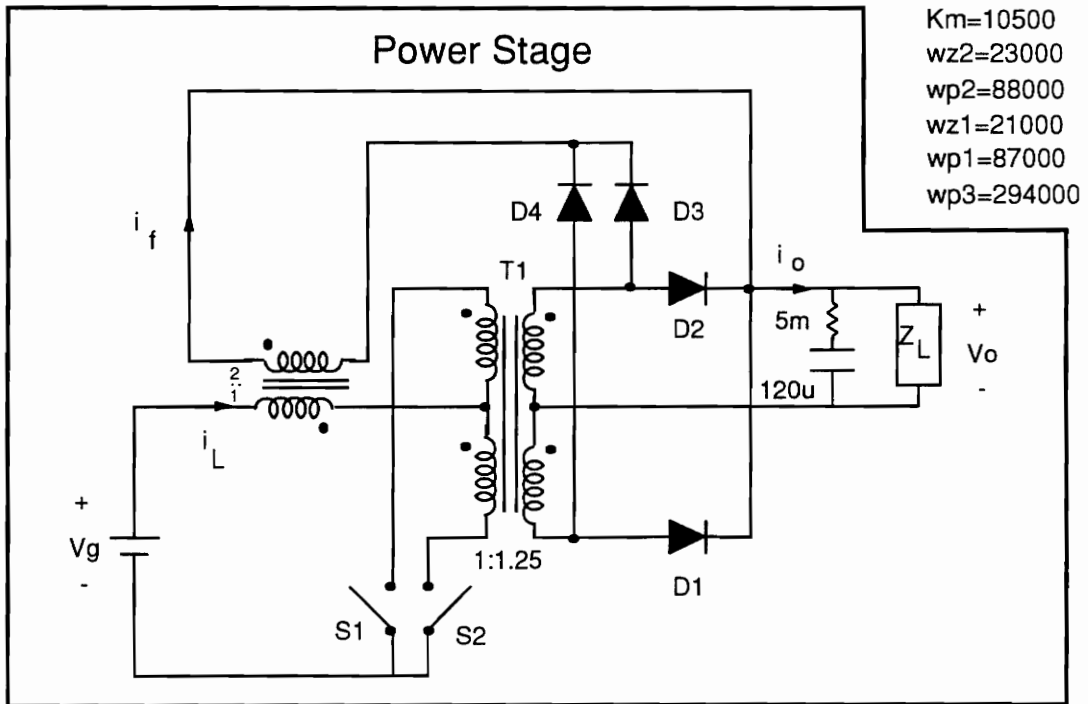 Power Stage
Km=10500
wz2=23000
wp2=88000
wz1=21000
wp1=87000
wp3=294000
i f
D4
D3
T1
i o
D2
5m
Z L
+
Vo
-
120u
2:1
i L
+
Vg
-
1:1.25
D1
S1
S2